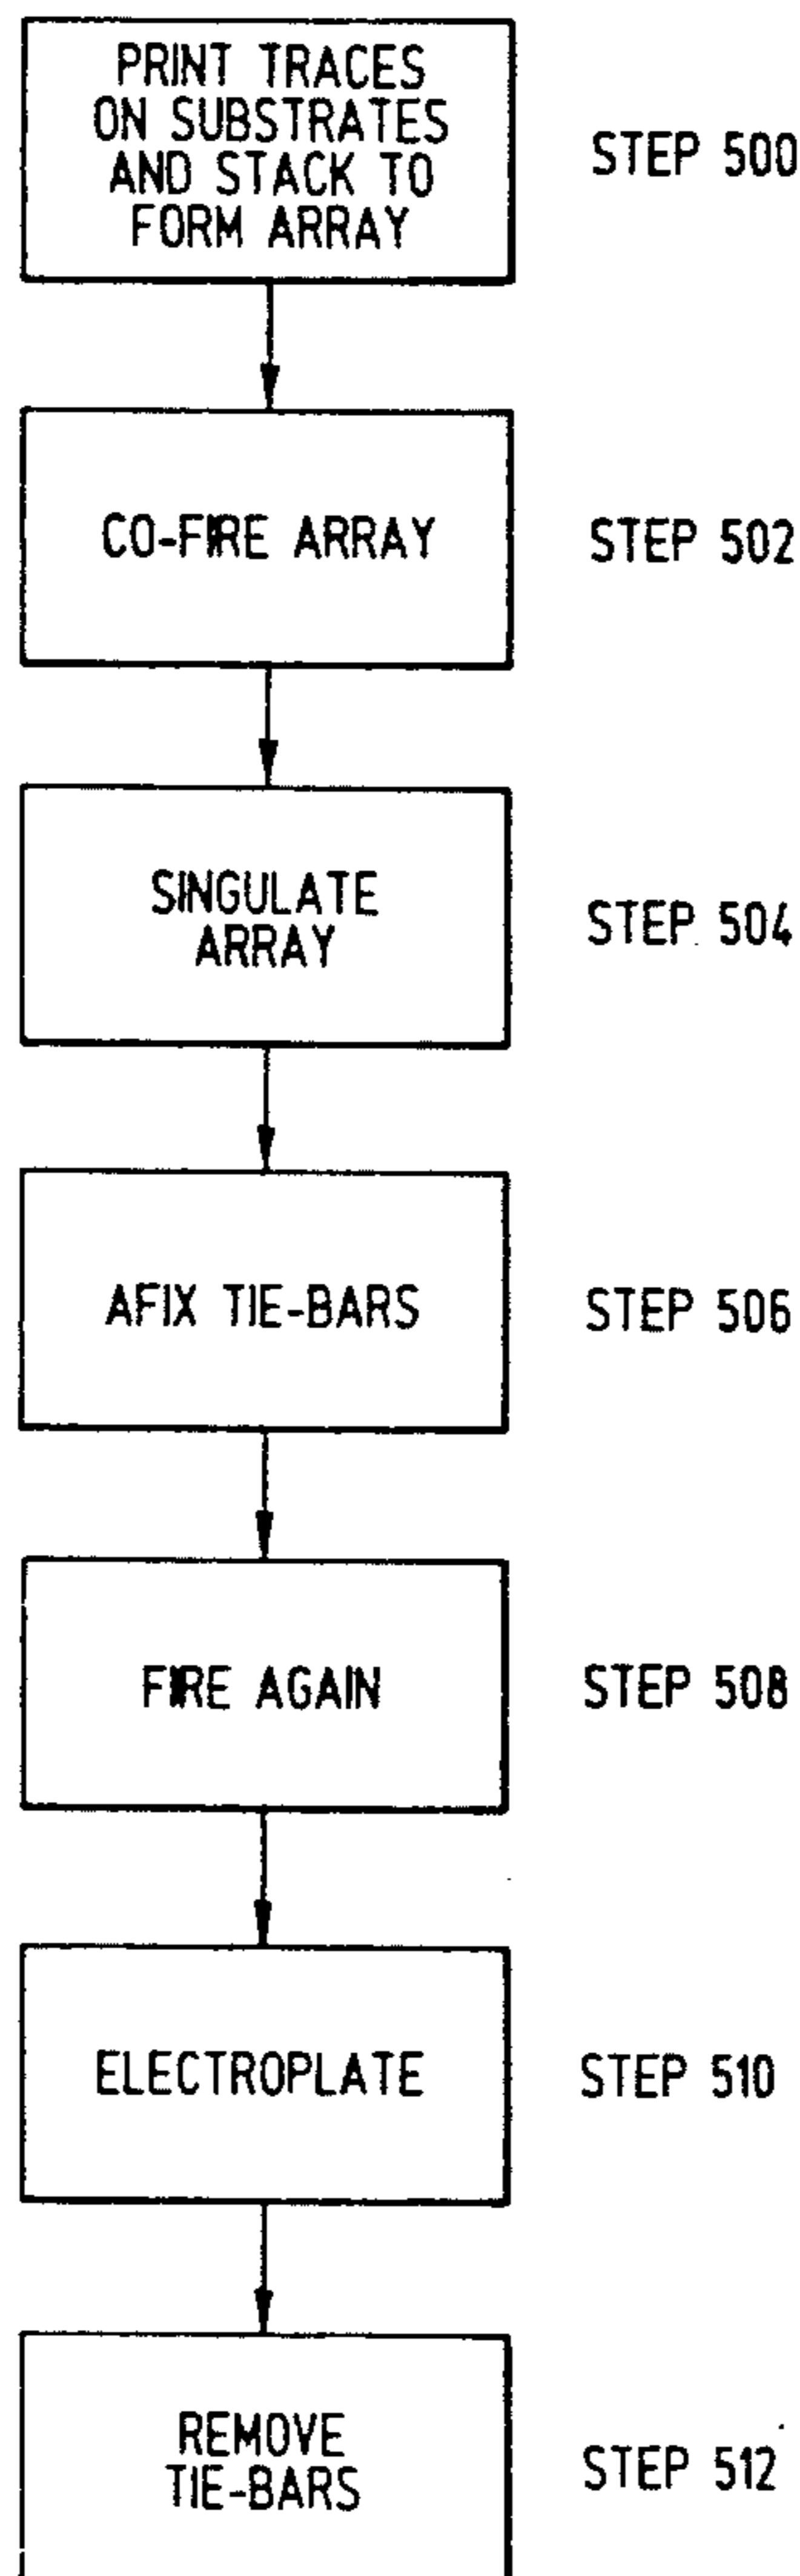 PRINT TRACES
ON SUBSTRATES
AND STACK TO
FORM ARRAY
STEP 500
CO-FIRE ARRAY
STEP 502
SINGULATE
ARRAY
STEP 504
AFIX TIE-BARS
STEP 506
FIRE AGAIN
STEP 508
ELECTROPLATE
STEP 510
REMOVE
TIE-BARS
STEP 512